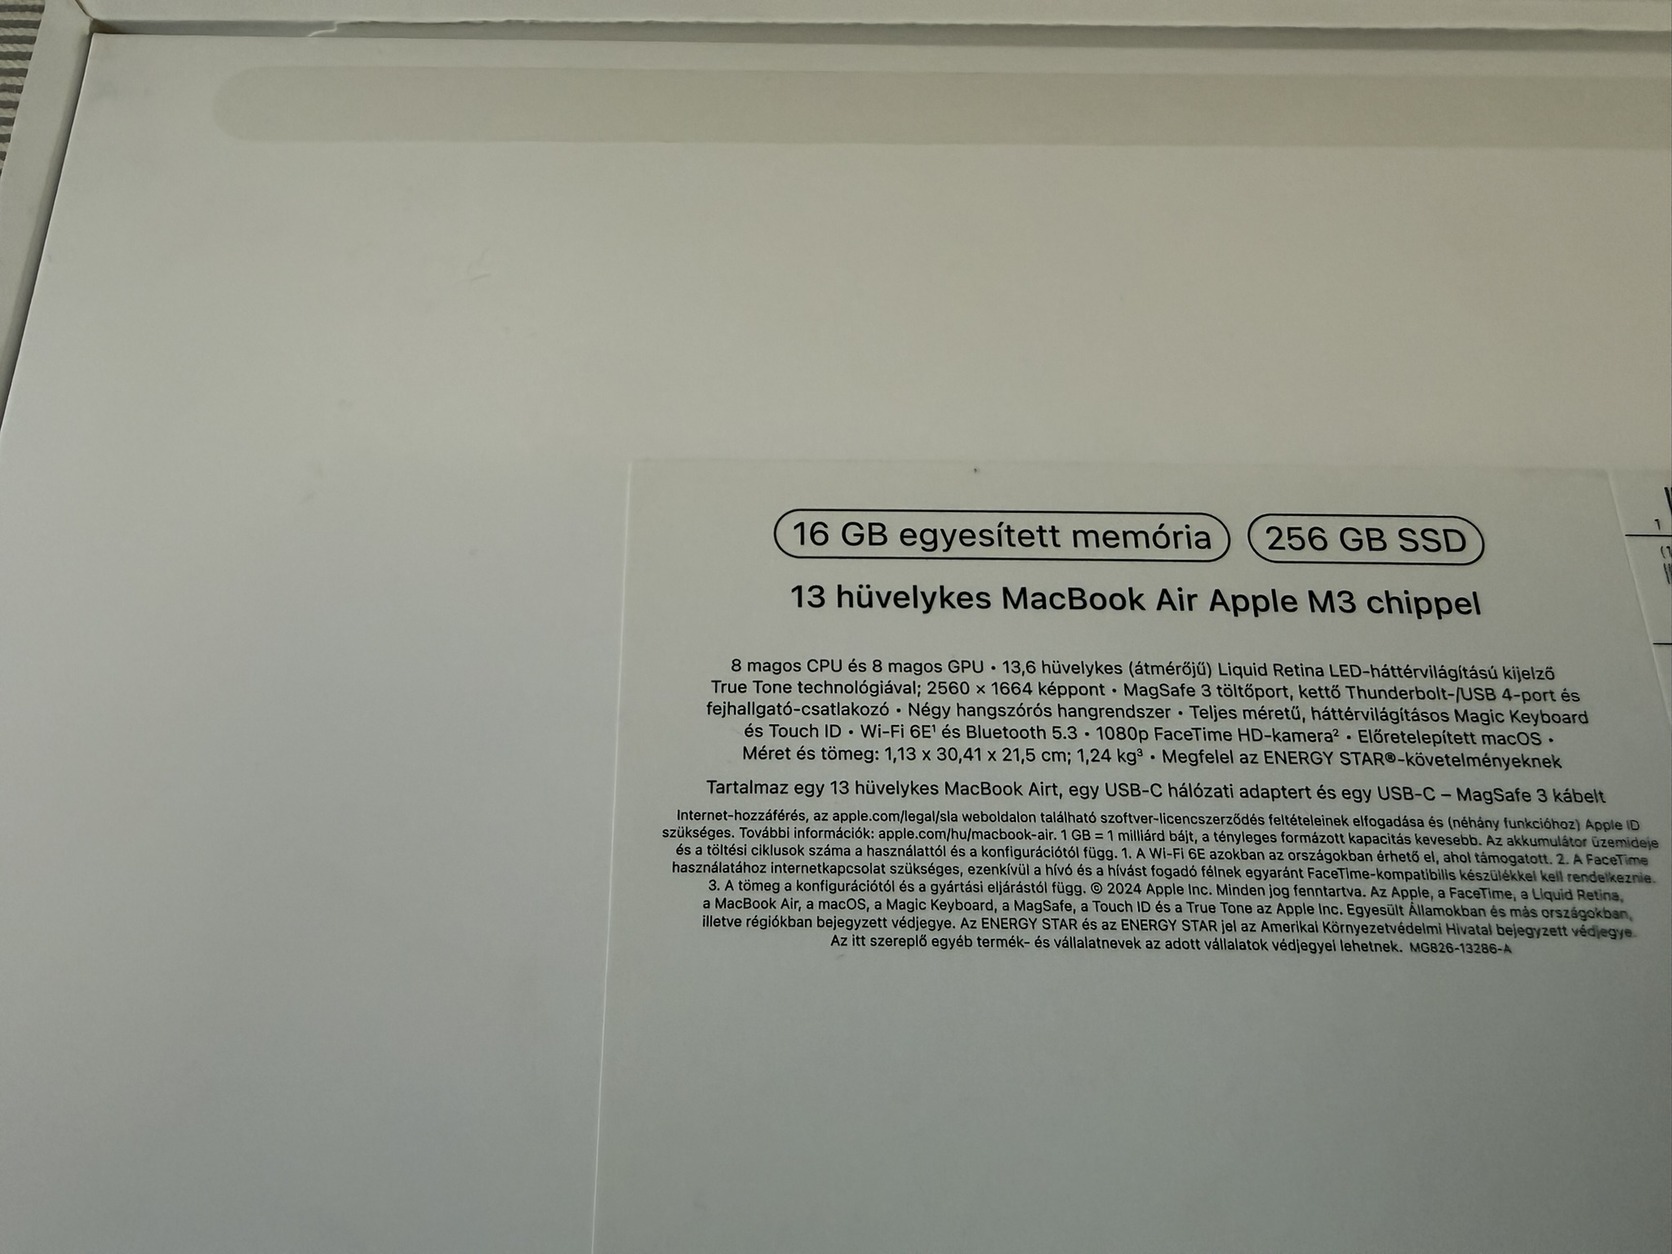 16 GB egyesített memória 256 GB SSD
13 hüvelykes MacBook Air Apple M3 chippel
8 magos CPU és 8 magos GPU • 13,6 hüvelykes (átmérőjű) Liquid Retina LED-háttérvilágítású kijelző
True Tone technológiával; 2560 × 1664 képpont • MagSafe 3 töltőport, kettő Thunderbolt-/USB 4-port és
fejhallgató-csatlakozó • Négy hangszórós hangrendszer • Teljes méretű, háttérvilágításos Magic Keyboard
és Touch ID • Wi-Fi 6E¹ és Bluetooth 5.3 • 1080p FaceTime HD-kamera² • Előretelepített macOS •
Méret és tömeg: 1,13 x 30,41 x 21,5 cm; 1,24 kg³ • Megfelel az ENERGY STAR®-követelményeknek
Tartalmaz egy 13 hüvelykes MacBook Airt, egy USB-C hálózati adaptert és egy USB-C – MagSafe 3 kábelt
Internet-hozzáférés, az apple.com/legal/sla weboldalon található szoftver-licencszerződés feltételeinek elfogadása és (néhány funkcióhoz) Apple ID
szükséges. További információk: apple.com/hu/macbook-air. 1 GB = 1 milliárd bájt, a tényleges formázott kapacitás kevesebb. Az akkumulátor üzemideje
és a töltési ciklusok száma a használattól és a konfigurációtól függ. 1. A Wi-Fi 6E azokban az országokban érhető el, ahol támogatott. 2. A FaceTime
használatához internetkapcsolat szükséges, ezenkívül a hívó és a hívást fogadó félnek egyaránt FaceTime-kompatibilis készülékkel kell rendelkeznie.
3. A tömeg a konfigurációtól és a gyártási eljárástól függ. © 2024 Apple Inc. Minden jog fenntartva. Az Apple, a FaceTime, a Liquid Retina,
a MacBook Air, a macOS, a Magic Keyboard, a MagSafe, a Touch ID és a True Tone az Apple Inc. Egyesült Államokban és más országokban,
illetve régiókban bejegyzett védjegye. Az ENERGY STAR és az ENERGY STAR jel az Amerikai Környezetvédelmi Hivatal bejegyzett védjegye.
Az itt szereplő egyéb termék- és vállalatnevek az adott vállalatok védjegyei lehetnek. MG826-13286-A